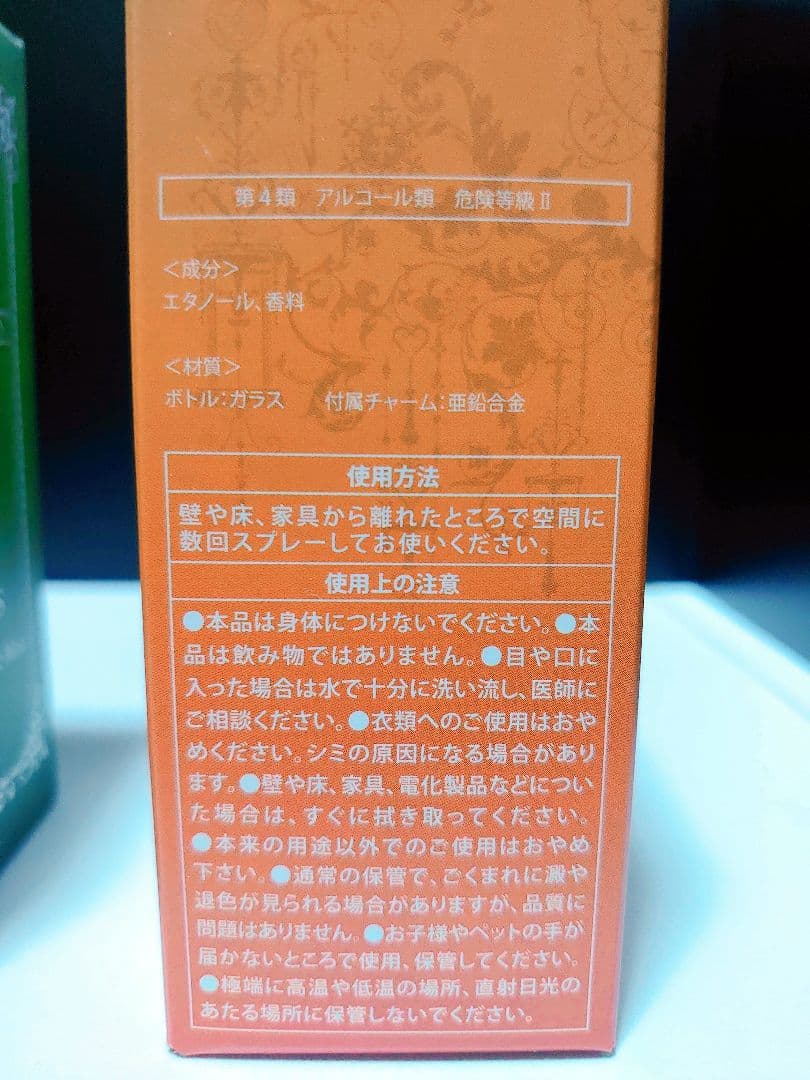 第4類　アルコール類　危険等級Ⅱ
＜成分＞
エタノール、香料
＜材質＞
ボトル：ガラス　　付属チャーム：亜鉛合金
使用方法
壁や床、家具から離れたところで空間に
数回スプレーしてお使いください。
使用上の注意
●本品は身体につけないでください。●本
品は飲み物ではありません。●目や口に
入った場合は水で十分に洗い流し、医師に
ご相談ください。●衣類へのご使用はおや
めください。シミの原因になる場合があり
ます。●壁や床、家具、電化製品などについ
た場合は、すぐに拭き取ってください。
●本来の用途以外でのご使用はおやめ
下さい。●通常の保管で、ごくまれに澱や
退色が見られる場合がありますが、品質に
問題はありません。●お子様やペットの手が
届かないところで使用、保管してください。
●極端に高温や低温の場所、直射日光の
あたる場所に保管しないでください。